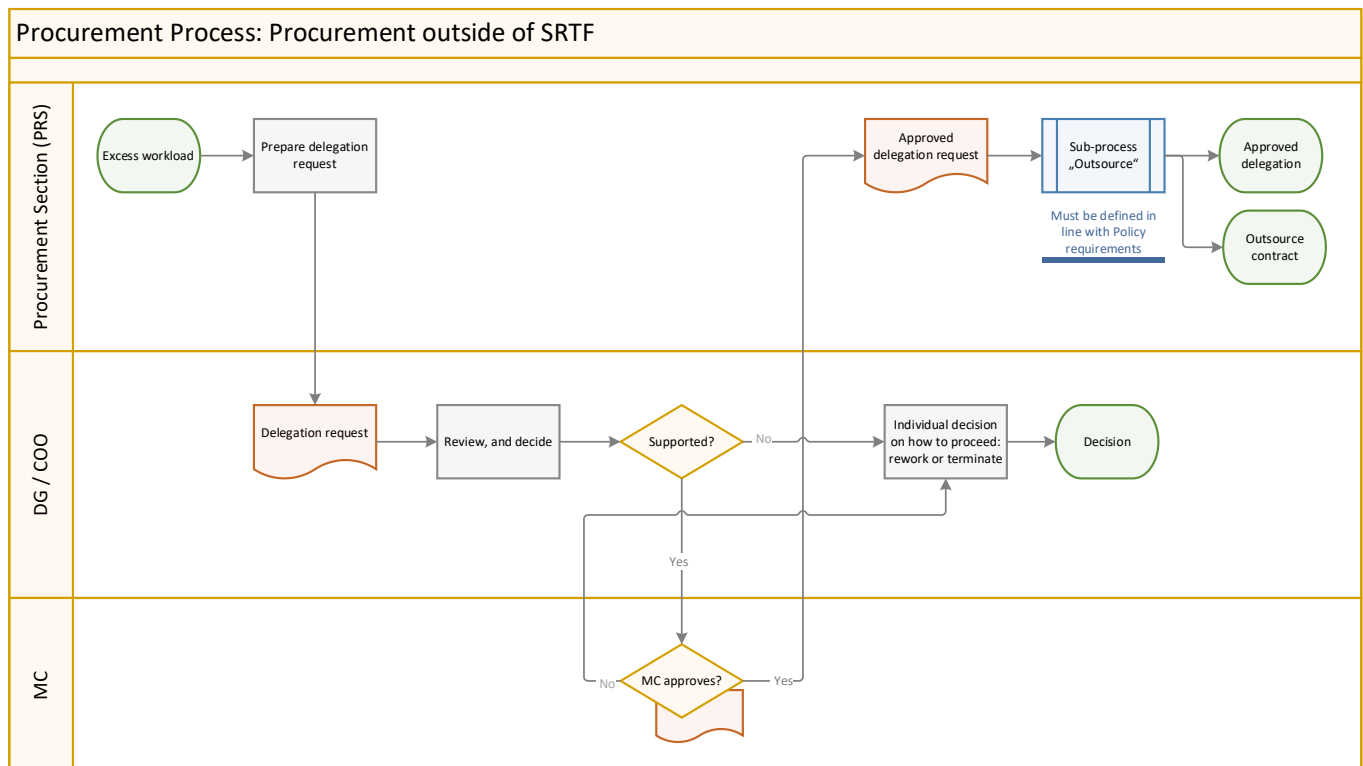 Procurement Process: Procurement outside of SRTF
Procurement Section (PRS)
Excess workload
Prepare delegation
request
Approved
delegation request
Sub-process
„Outsource“
Approved
delegation
Must be defined in
line with Policy
requirements
Outsource
contract
DG / COO
Delegation request
Review, and decide
Supported?
No
Individual decision
on how to proceed:
rework or terminate
Decision
Yes
MC
No
MC approves?
Yes